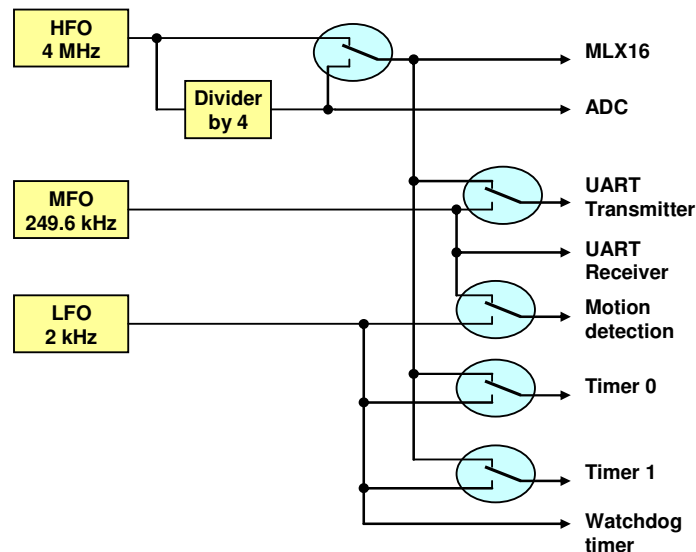 HFO
4 MHz
MLX16
Divider
by 4
ADC
MFO
249.6 kHz
UART
Transmitter
UART
Receiver
LFO
2 kHz
Motion
detection
Timer 0
Timer 1
Watchdog
timer